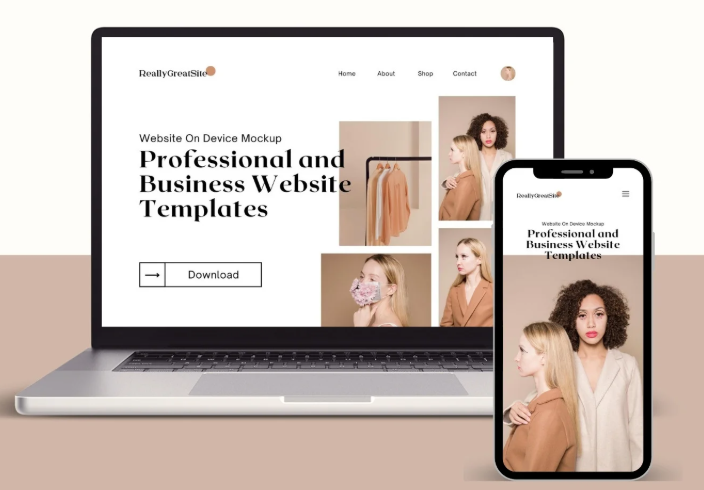 ReallyGreatSite
Home About Shop Contact
Website On Device Mockup
Professional and
Business Website
Templates
Download
ReallyGreatSite
Website On Device Mockup
Professional and
Business Website
Templates